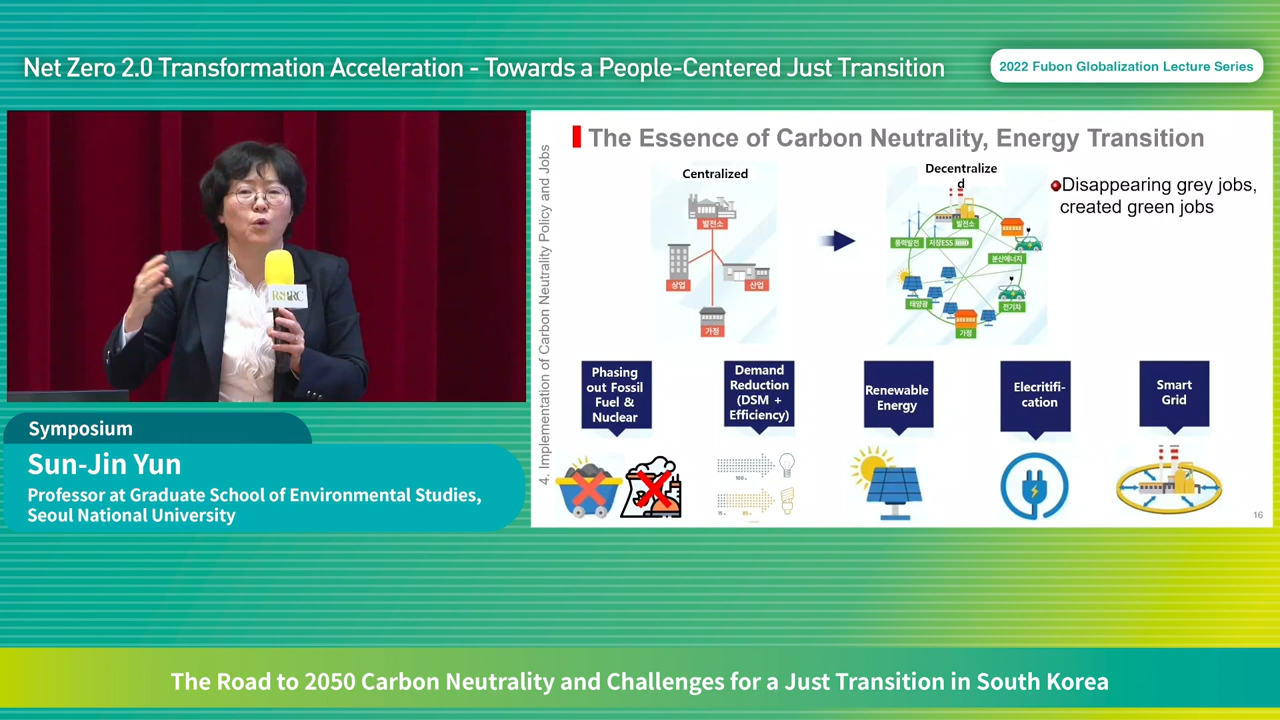 Net Zero 2.0 Transformation Acceleration - Towards a People-Centered Just Transition
2022 Fubon Globalization Lecture Series
4. Implementation of Carbon Neutrality Policy and Jobs
The Essence of Carbon Neutrality, Energy Transition
Centralized
발전소
상업
산업
가정
Decentralize
d
발전소
풍력발전
저장ESS
분산에너지
태양광
전기차
가정
Disappearing grey jobs,
created green jobs
Phasing
out Fossil
Fuel &
Nuclear
Demand
Reduction
(DSM +
Efficiency)
Renewable
Energy
Elecritifi-
cation
Smart
Grid
16
Symposium
Sun-Jin Yun
Professor at Graduate School of Environmental Studies,
Seoul National University
The Road to 2050 Carbon Neutrality and Challenges for a Just Transition in South Korea